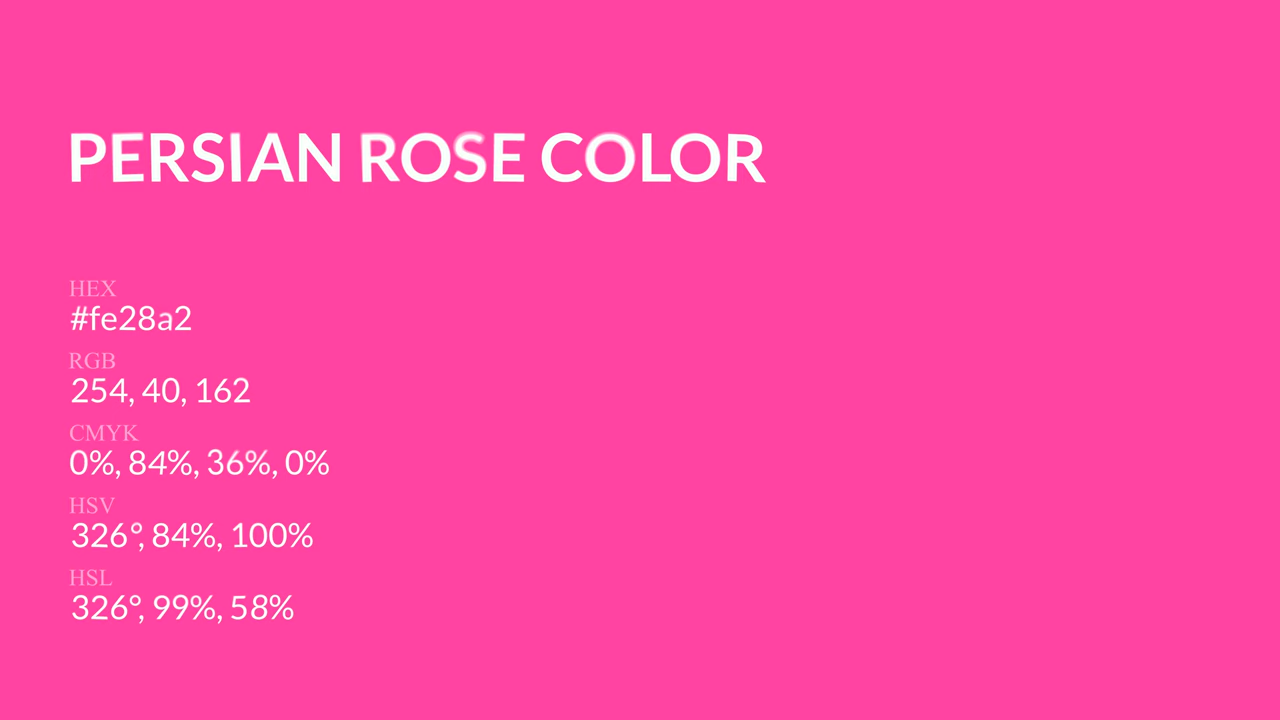 PERSIAN ROSE COLOR
HEX
#fe28a2
RGB
254, 40, 162
CMYK
0%, 84%, 36%, 0%
HSV
326°, 84%, 100%
HSL
326°, 99%, 58%